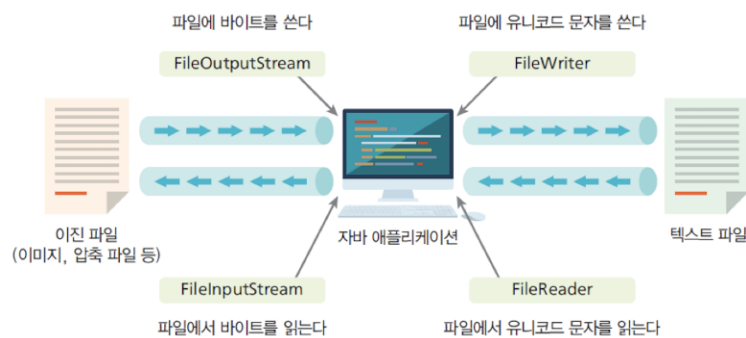 파일에 바이트를 쓴다
파일에 유니코드 문자를 쓴다
FileOutputStream
FileWriter
이진 파일
(이미지, 압축 파일 등)
자바 애플리케이션
텍스트 파일
FileInputStream
FileReader
파일에서 바이트를 읽는다
파일에서 유니코드 문자를 읽는다